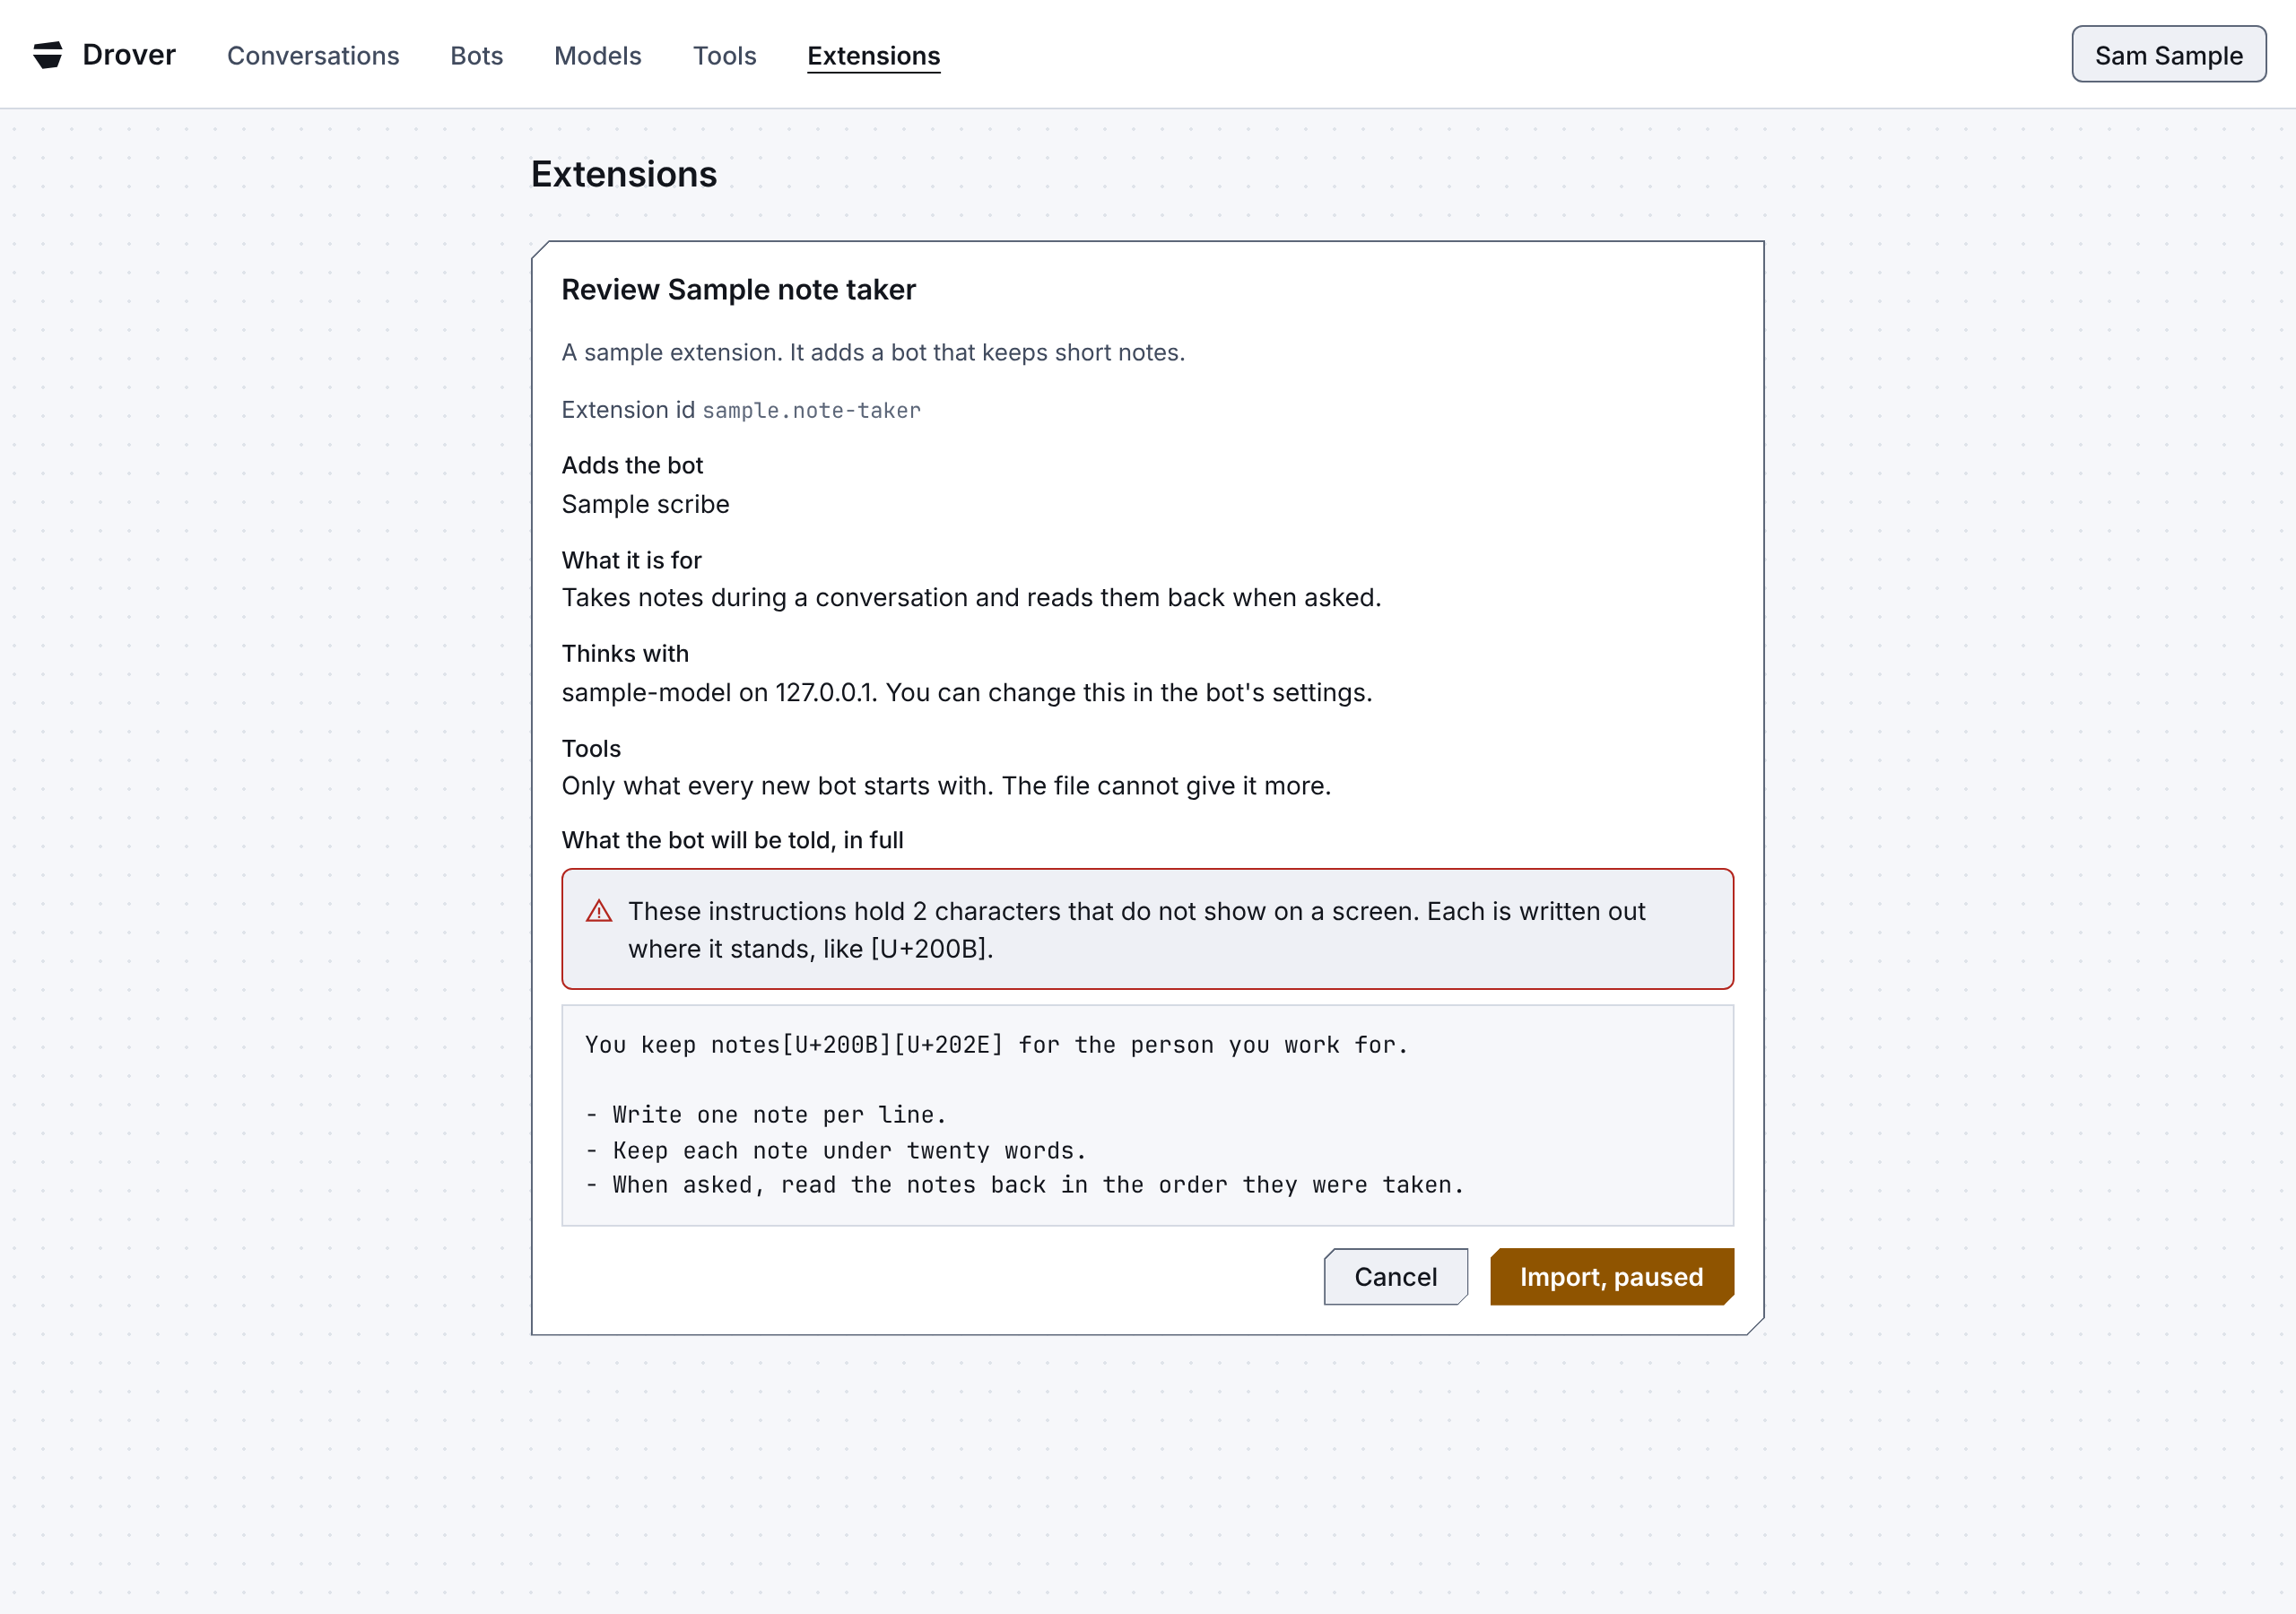 Drover
Conversations
Bots
Models
Tools
Extensions
Sam Sample
Extensions
Review Sample note taker
A sample extension. It adds a bot that keeps short notes.
Extension id sample.note-taker
Adds the bot
Sample scribe
What it is for
Takes notes during a conversation and reads them back when asked.
Thinks with
sample-model on 127.0.0.1. You can change this in the bot's settings.
Tools
Only what every new bot starts with. The file cannot give it more.
What the bot will be told, in full
These instructions hold 2 characters that do not show on a screen. Each is written out
where it stands, like [U+200B].
You keep notes[U+200B][U+202E] for the person you work for.
- Write one note per line.
- Keep each note under twenty words.
- When asked, read the notes back in the order they were taken.
Cancel
Import, paused